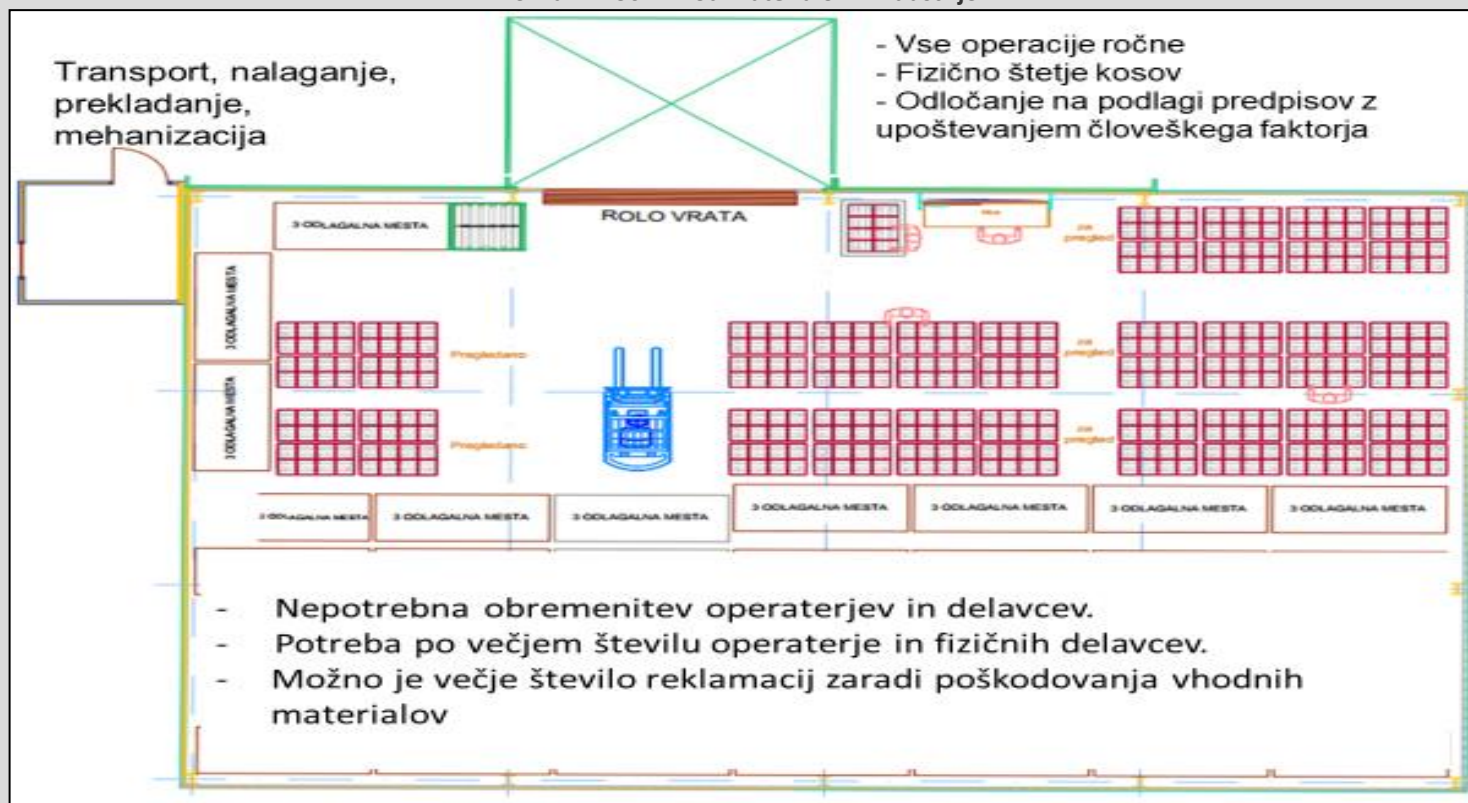 Transport, nalaganje,
prekladanje,
mehanizacija
- Vse operacije ročne
- Fizično štetje kosov
- Odločanje na podlagi predpisov z
upoštevanjem človeškega faktorja
3 ODLAGALNA MESTA
ROLO VRATA
za
pregled
3 ODLAGALNA MESTA
3 ODLAGALNA MESTA
Pregledano
za
pregled
Pregledano
za
pregled
3 ODLAGALNA MESTA
3 ODLAGALNA MESTA
3 ODLAGALNA MESTA
3 ODLAGALNA MESTA
3 ODLAGALNA MESTA
3 ODLAGALNA MESTA
3 ODLAGALNA MESTA
- Nepotrebna obremenitev operaterjev in delavcev.
- Potreba po večjem številu operaterje in fizičnih delavcev.
- Možno je večje število reklamacij zaradi poškodovanja vhodnih
materialov